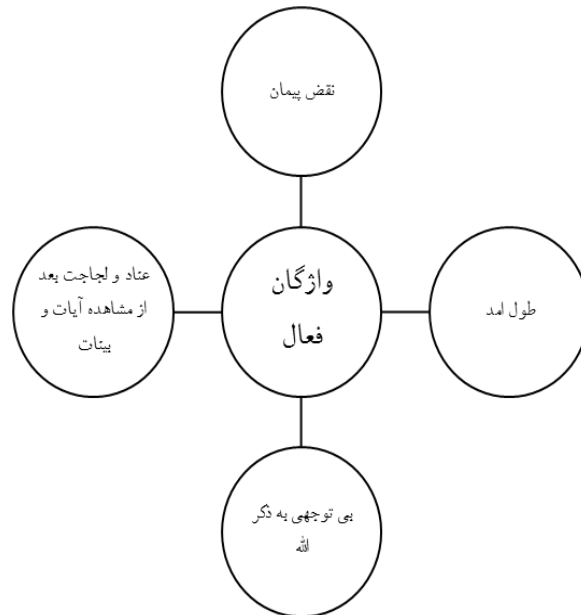 نقض پیمان
عناد و لجاجت بعد
از مشاهده آیات و
بینات
واژگان
فعال
طول امد
بی توجهی به ذکر
الله